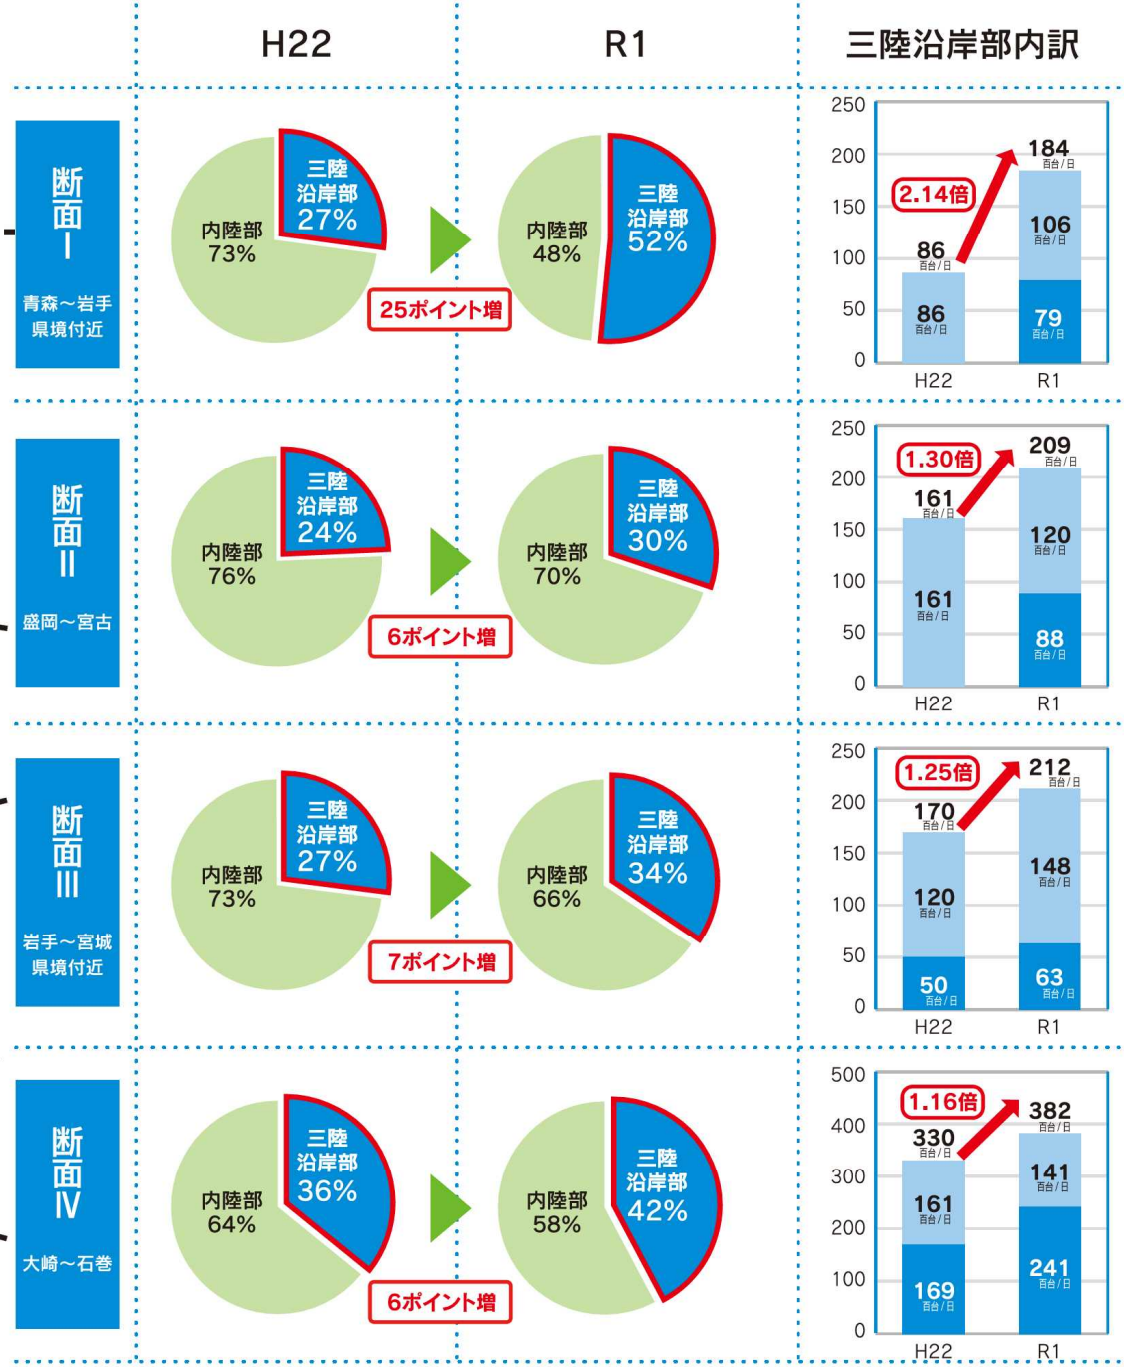 H22
R1
三陸沿岸部内訳
断面Ⅰ
青森～岩手
県境付近
三陸
沿岸部
27%
内陸部
73%
25ポイント増
三陸
沿岸部
52%
内陸部
48%
250
200
150
100
50
0
2.14倍
86
百台/日
86
百台/日
184
百台/日
106
百台/日
79
百台/日
H22
R1
断面Ⅱ
盛岡～宮古
三陸
沿岸部
24%
内陸部
76%
6ポイント増
三陸
沿岸部
30%
内陸部
70%
250
200
150
100
50
0
1.30倍
161
百台/日
161
百台/日
209
百台/日
120
百台/日
88
百台/日
H22
R1
断面Ⅲ
岩手～宮城
県境付近
三陸
沿岸部
27%
内陸部
73%
7ポイント増
三陸
沿岸部
34%
内陸部
66%
250
200
150
100
50
0
1.25倍
170
百台/日
120
百台/日
50
百台/日
212
百台/日
148
百台/日
63
百台/日
H22
R1
断面Ⅳ
大崎～石巻
三陸
沿岸部
36%
内陸部
64%
6ポイント増
三陸
沿岸部
42%
内陸部
58%
500
400
300
200
100
0
1.16倍
330
百台/日
161
百台/日
169
百台/日
382
百台/日
141
百台/日
241
百台/日
H22
R1